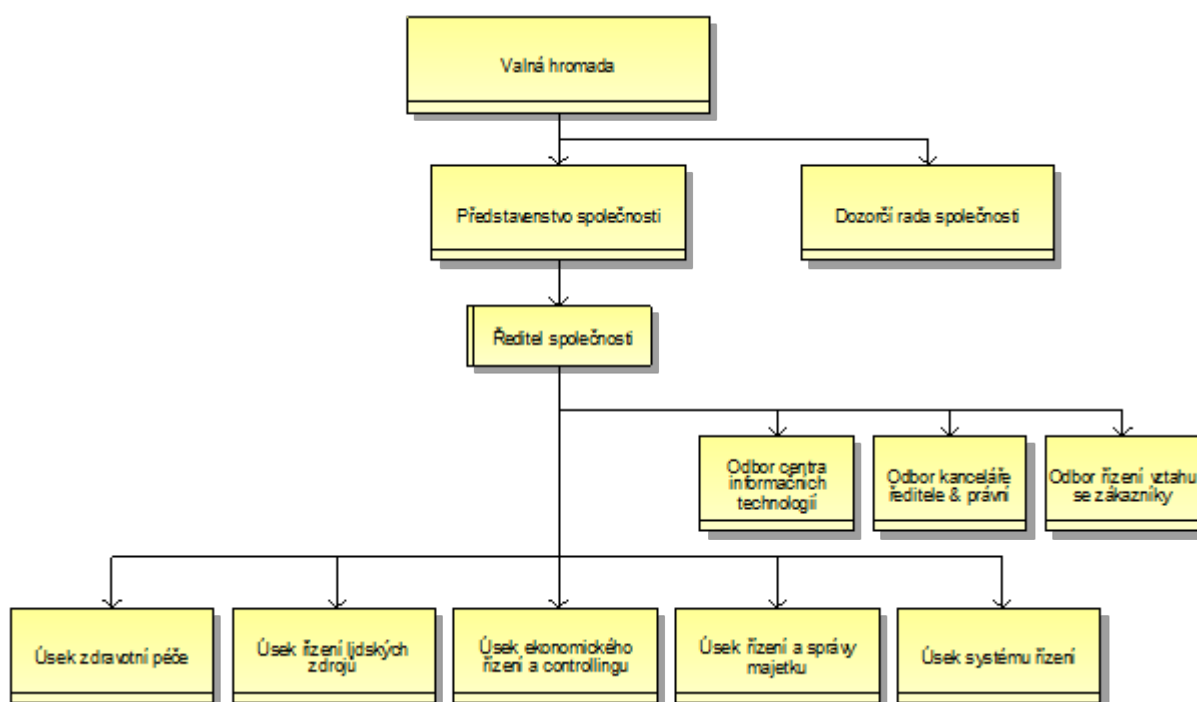 Valná hromada
Představenstvo společnosti
Dozorčí rada společnosti
Ředitel společnosti
Odbor centra
informačních
technologií
Odbor kanceláře
ředitele & právní
Odbor řízení vztahu
se zákazníky
Úsek zdravotní péče
Úsek řízení lidských
zdrojů
Úsek ekonomického
řízení a controllingu
Úsek řízení a správy
majetku
Úsek systému řízení